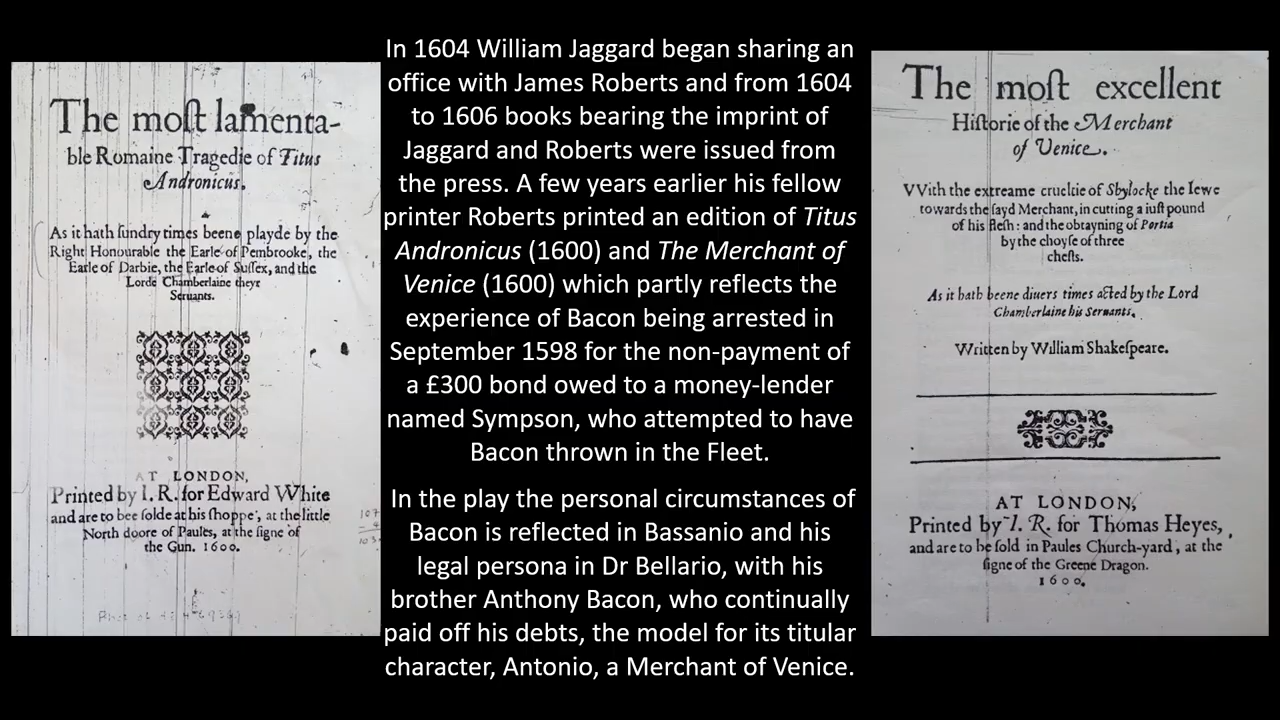 The moſt lamenta-
ble Romaine Tragedie of Titus
Andronicus.
As it hath ſundry times beene playde by the
Right Honourable the Earle of Pembrooke, the
Earle of Darbie, the Earle of Suſſex, and the
Lorde Chamberlaine theyr
Seruants.
AT LONDON,
Printed by I. R. for Edward White
and are to bee ſolde at his ſhoppe, at the little
North doore of Paules, at the ſigne of
the Gun. 1600.
In 1604 William Jaggard began sharing an
office with James Roberts and from 1604
to 1606 books bearing the imprint of
Jaggard and Roberts were issued from
the press. A few years earlier his fellow
printer Roberts printed an edition of Titus
Andronicus (1600) and The Merchant of
Venice (1600) which partly reflects the
experience of Bacon being arrested in
September 1598 for the non-payment of
a £300 bond owed to a money-lender
named Sympson, who attempted to have
Bacon thrown in the Fleet.
In the play the personal circumstances of
Bacon is reflected in Bassanio and his
legal persona in Dr Bellario, with his
brother Anthony Bacon, who continually
paid off his debts, the model for its titular
character, Antonio, a Merchant of Venice.
The moſt excellent
Hiſtorie of the Merchant
of Venice.
VVith the extreame crueltie of Shylocke the Iewe
towards the ſayd Merchant, in cutting a iuſt pound
of his fleſh: and the obtayning of Portia
by the choyſe of three
cheſts.
As it hath beene diuers times acted by the Lord
Chamberlaine his Seruants.
Written by William Shakeſpeare.
AT LONDON,
Printed by I. R. for Thomas Heyes,
and are to be ſold in Paules Church-yard, at the
ſigne of the Greene Dragon.
1600.